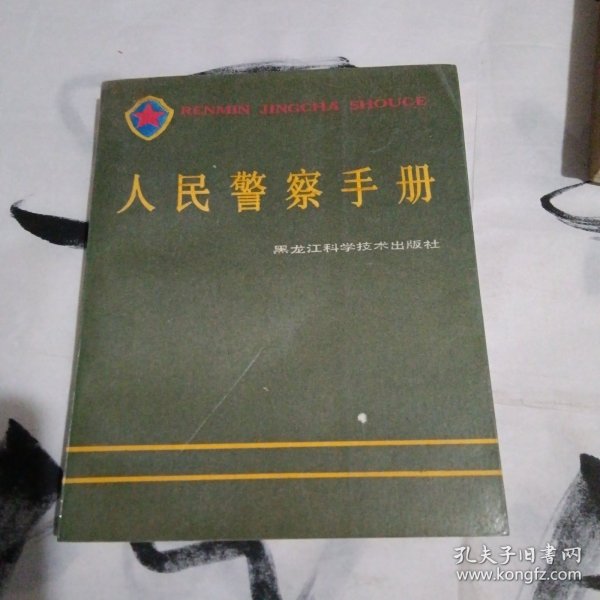 RENMIN JINGCHA SHOUCE
人民警察手册
黑龙江科学技术出版社
孔夫子旧书网
www.kongfz.com